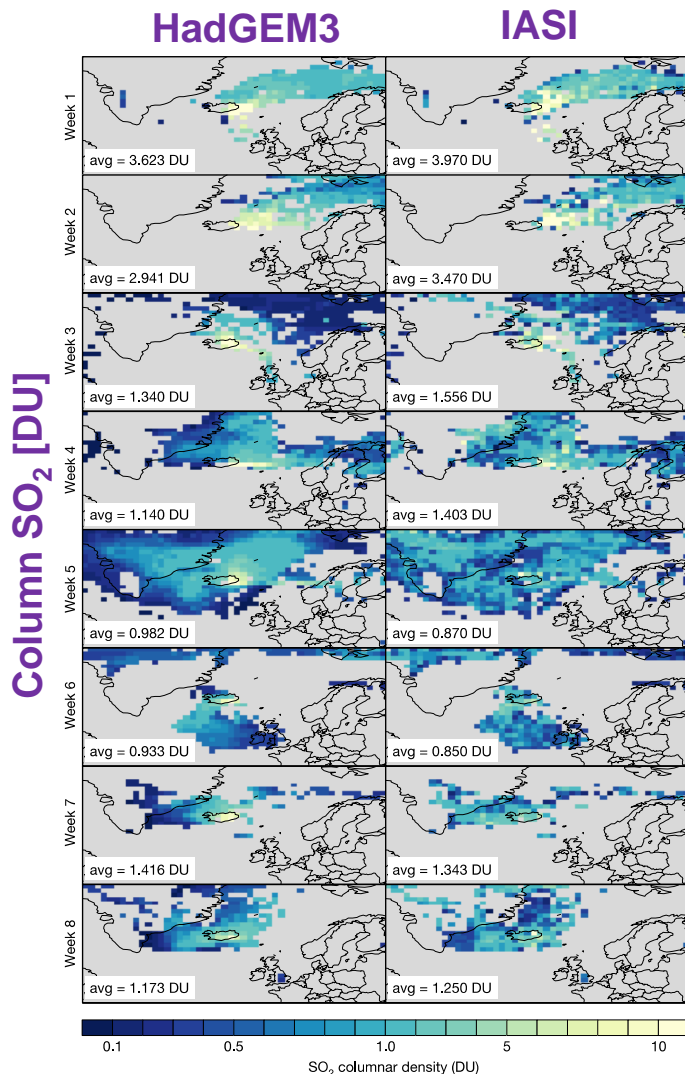 HadGEM3 IASI
Column SO₂ [DU]
Week 1
avg = 3.623 DU
avg = 3.970 DU
Week 2
avg = 2.941 DU
avg = 3.470 DU
Week 3
avg = 1.340 DU
avg = 1.556 DU
Week 4
avg = 1.140 DU
avg = 1.403 DU
Week 5
avg = 0.982 DU
avg = 0.870 DU
Week 6
avg = 0.933 DU
avg = 0.850 DU
Week 7
avg = 1.416 DU
avg = 1.343 DU
Week 8
avg = 1.173 DU
avg = 1.250 DU
0.1 0.5 1.0 5 10
SO₂ columnar density (DU)